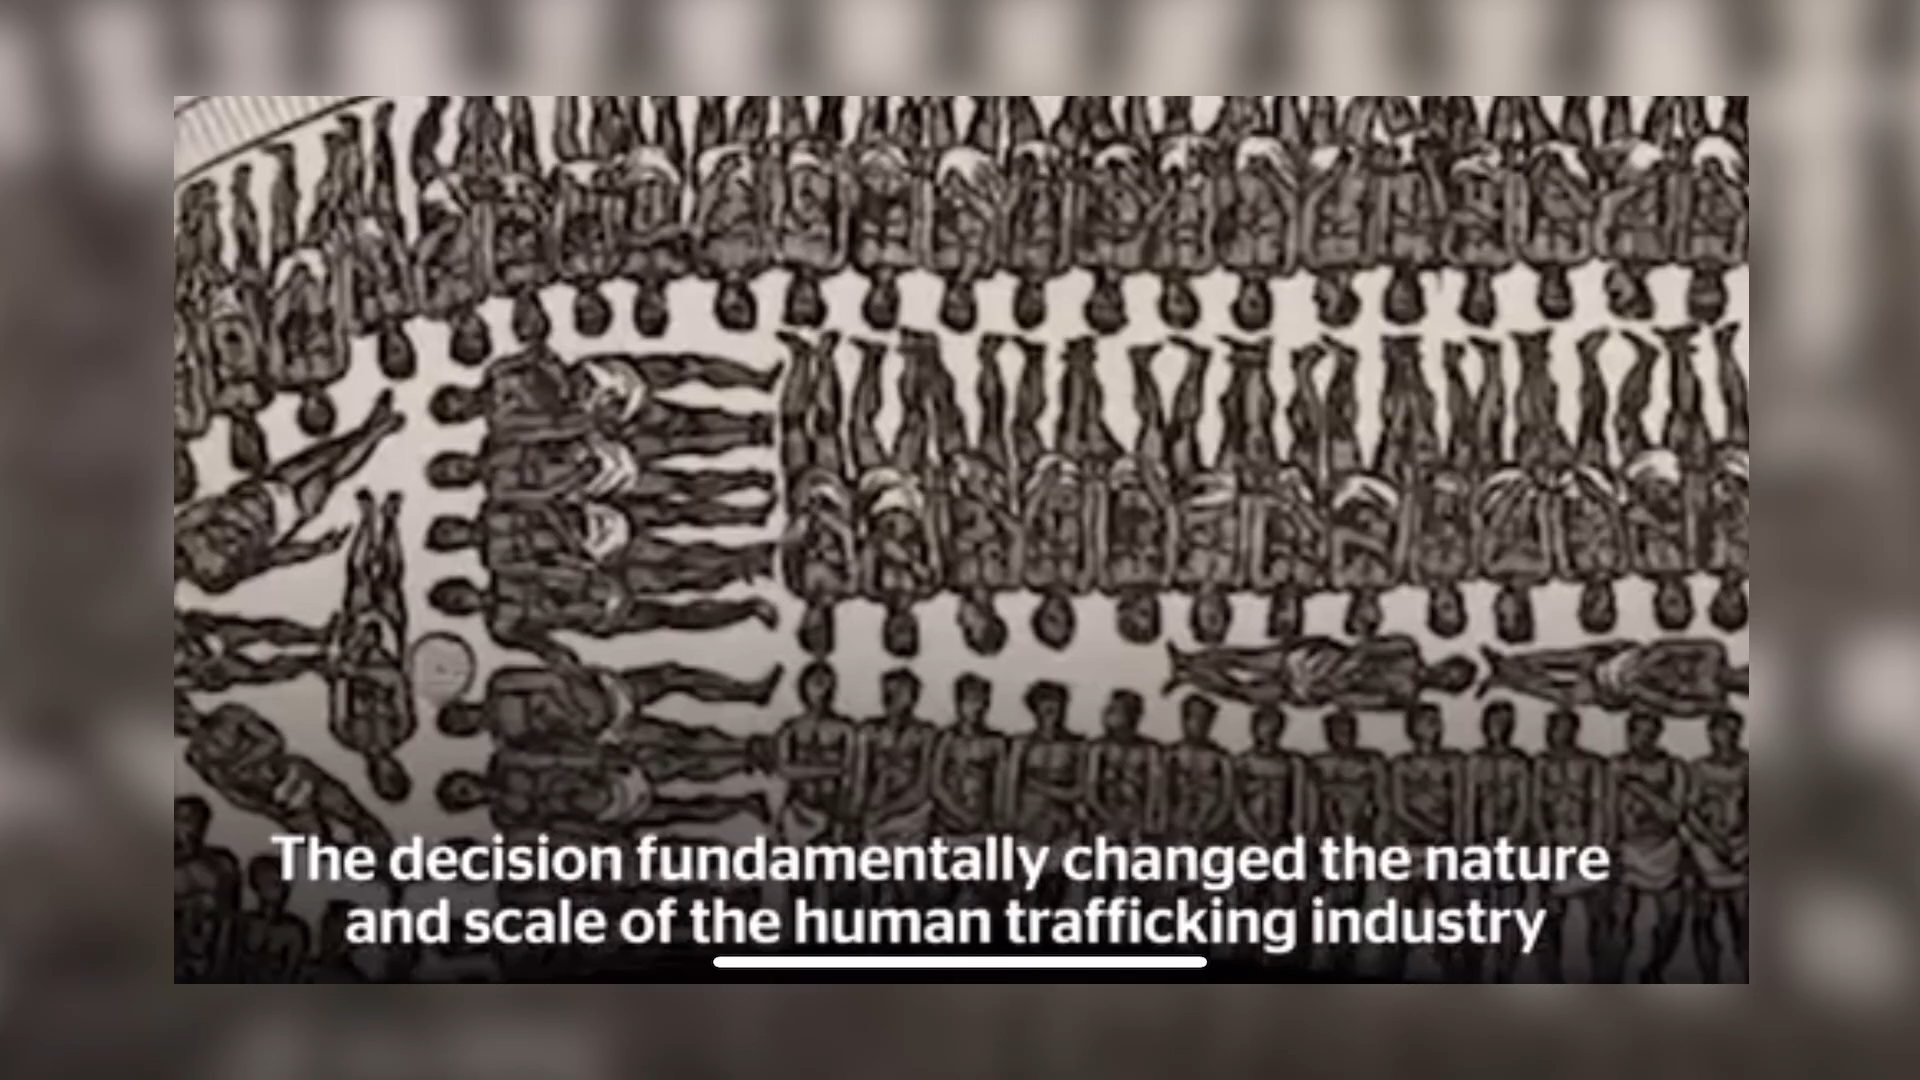 The decision fundamentally changed the nature
and scale of the human trafficking industry